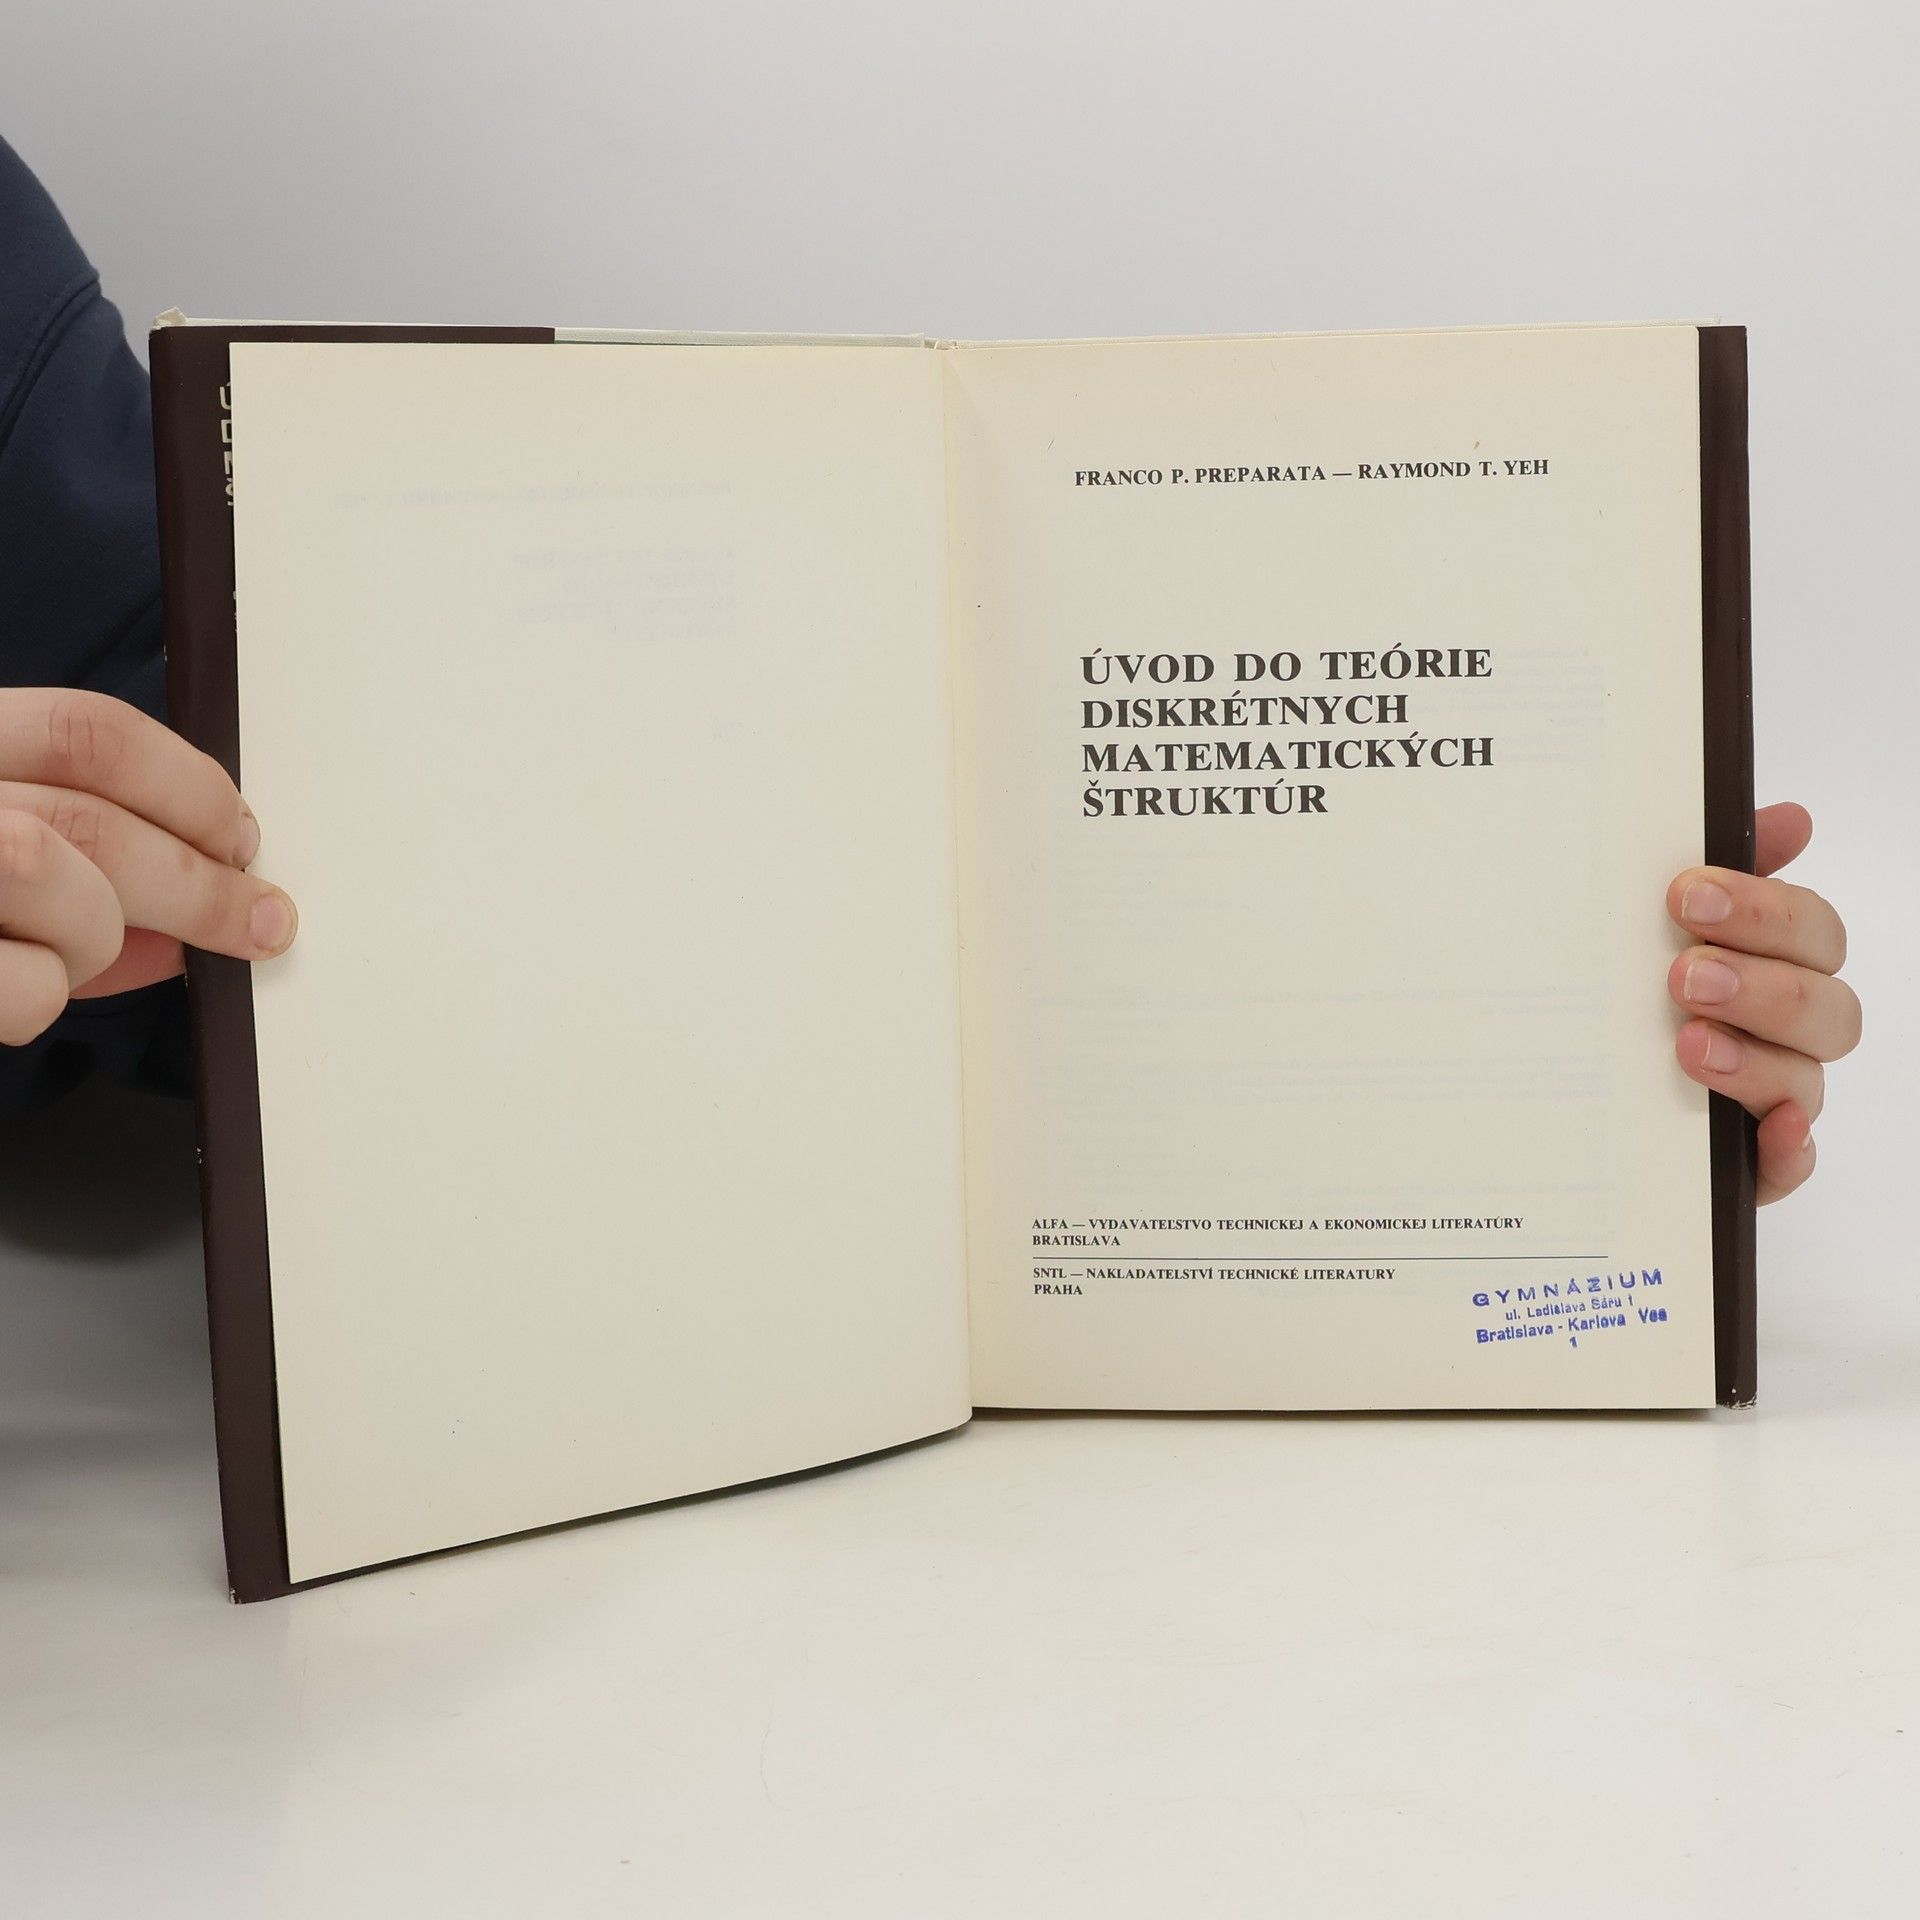 FRANCO P. PREPARATA — RAYMOND T. YEH
ÚVOD DO TEÓRIE
DISKRÉTNYCH
MATEMATICKÝCH
ŠTRUKTÚR
ALFA — VYDAVATEĽSTVO TECHNICKEJ A EKONOMICKEJ LITERATÚRY
BRATISLAVA
SNTL — NAKLADATELSTVÍ TECHNICKÉ LITERATURY
PRAHA
GYMNÁZIUM
ul. Ladislava Sáru 1
Bratislava - Karlova Ves
1